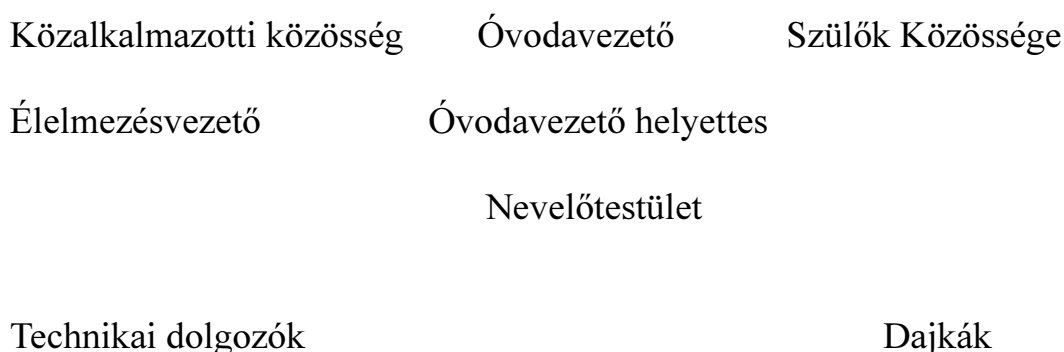 Közalkalmazotti közösség Óvodavezető Szülők Közössége
Élelmezésvezető Óvodavezető helyettes
Nevelőtestület
Technikai dolgozók Dajkák